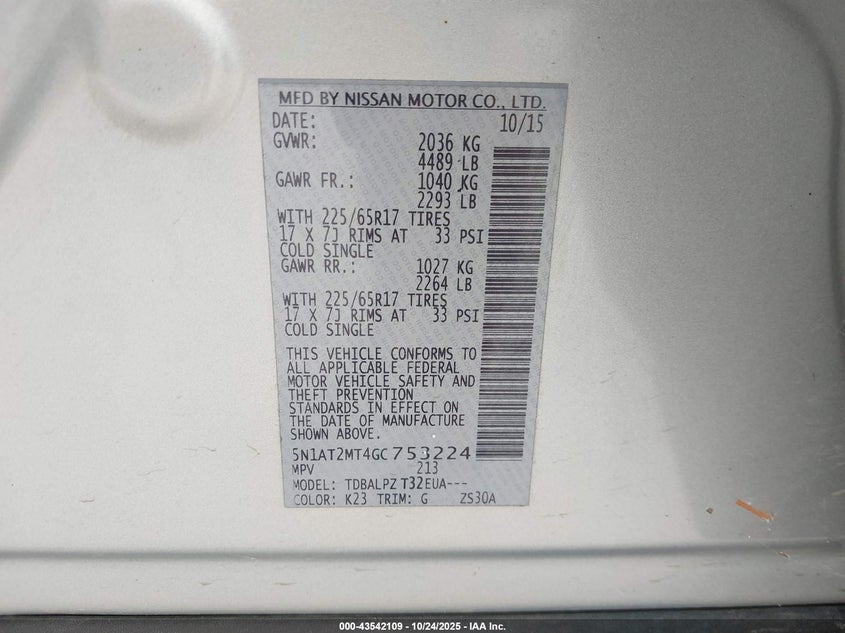 MFD BY NISSAN MOTOR CO., LTD.
DATE: 10/15
GVWR: 2036 KG
4489 LB
GAWR FR.: 1040 KG
2293 LB
WITH 225/65R17 TIRES
17 X 7J RIMS AT 33 PSI
COLD SINGLE
GAWR RR.: 1027 KG
2264 LB
WITH 225/65R17 TIRES
17 X 7J RIMS AT 33 PSI
COLD SINGLE
THIS VEHICLE CONFORMS TO
ALL APPLICABLE FEDERAL
MOTOR VEHICLE SAFETY AND
THEFT PREVENTION
STANDARDS IN EFFECT ON
THE DATE OF MANUFACTURE
SHOWN ABOVE.
5N1AT2MT4GC753224
MPV 213
MODEL: TDBALPZ T32EUA---
COLOR: K23 TRIM: G ZS30A
000-43542109 - 10/24/2025 - IAA Inc.